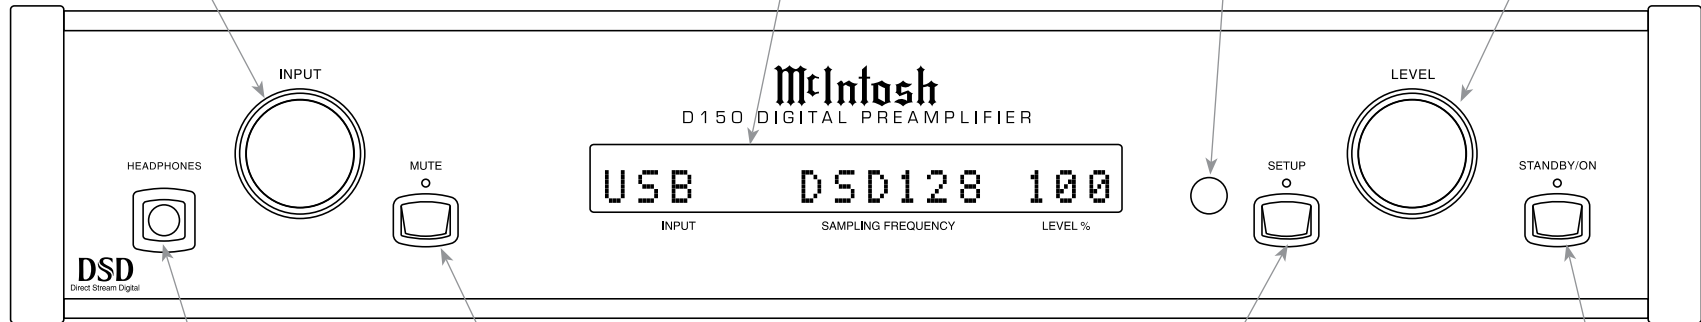 INPUT
LEVEL
McIntosh
D150 DIGITAL PREAMPLIFIER
HEADPHONES
MUTE
SETUP
STANDBY/ON
USB DSD128 100
INPUT SAMPLING FREQUENCY LEVEL %
DSD
Direct Stream Digital